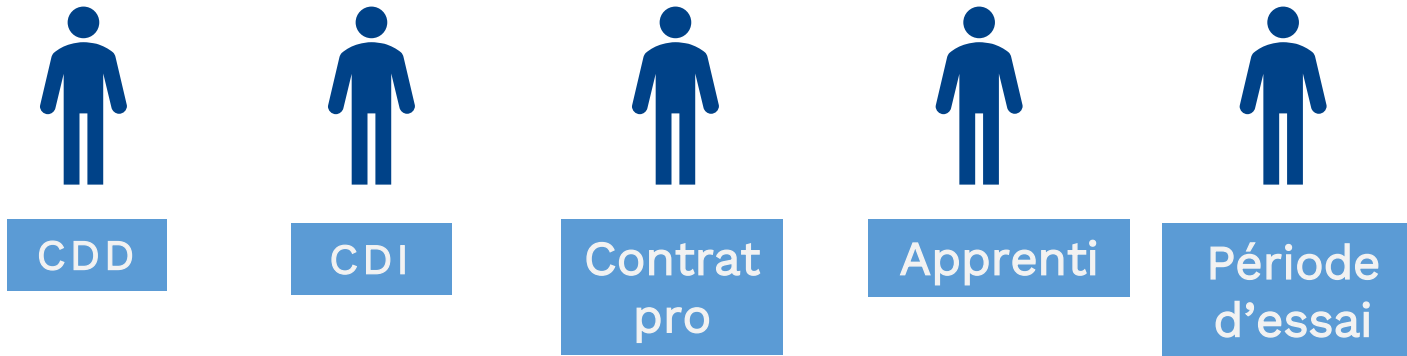 CDD
CDI
Contrat
pro
Apprenti
Période
d’essai